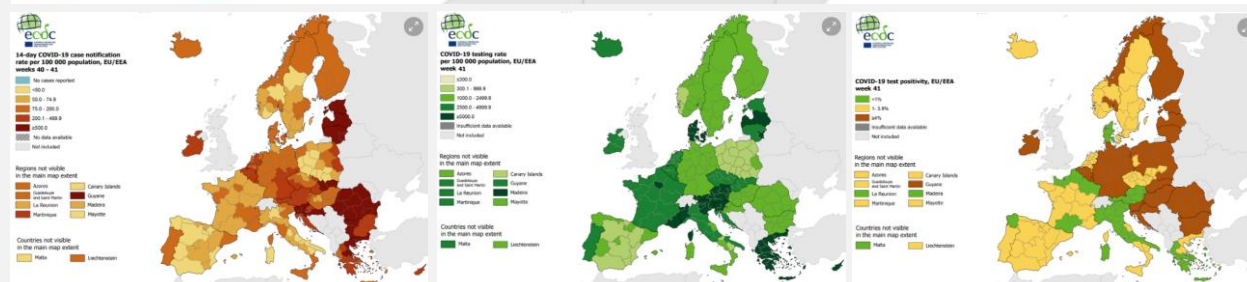 ecdc
14-day COVID-19 case notification
rate per 100 000 population, EU/EEA
weeks 40 - 41
No cases reported
<50.0
50.0 - 74.9
75.0 - 200.0
200.1 - 499.9
≥500.0
No data available
Not included
Regions not visible
in the main map extent
Azores
Canary Islands
Guadeloupe
and Saint Martin
Guyane
La Reunion
Madeira
Martinique
Mayotte
Countries not visible
in the main map extent
Malta
Liechtenstein
ecdc
COVID-19 testing rate
per 100 000 population, EU/EEA
week 41
≤300.0
300.1 - 999.9
1000.0 - 2499.9
2500.0 - 4999.9
≥5000.0
Insufficient data available
Not included
Regions not visible
in the main map extent
Azores
Canary Islands
Guadeloupe
and Saint Martin
Guyane
La Reunion
Madeira
Martinique
Mayotte
Countries not visible
in the main map extent
Malta
Liechtenstein
ecdc
COVID-19 test positivity, EU/EEA
week 41
<1%
1- 3.9%
≥4%
Insufficient data available
Not included
Regions not visible
in the main map extent
Azores
Canary Islands
Guadeloupe
and Saint Martin
Guyane
La Reunion
Madeira
Martinique
Mayotte
Countries not visible
in the main map extent
Malta
Liechtenstein